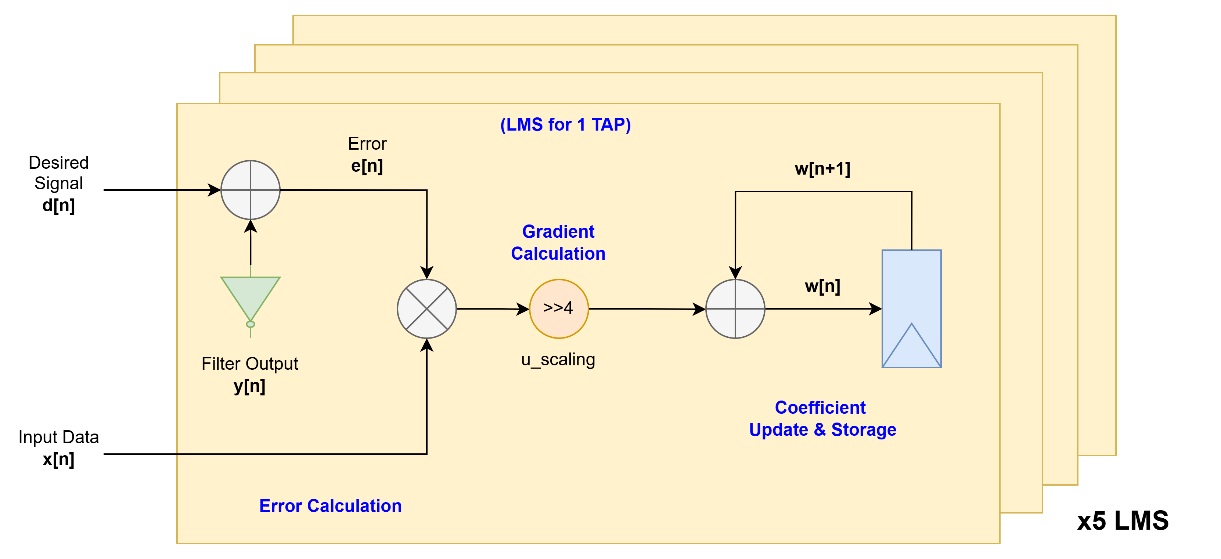 (LMS for 1 TAP)
Desired
Signal
d[n]
Error
e[n]
w[n+1]
Gradient
Calculation
>>4
w[n]
u_scaling
Filter Output
y[n]
Coefficient
Update & Storage
Input Data
x[n]
Error Calculation
x5 LMS